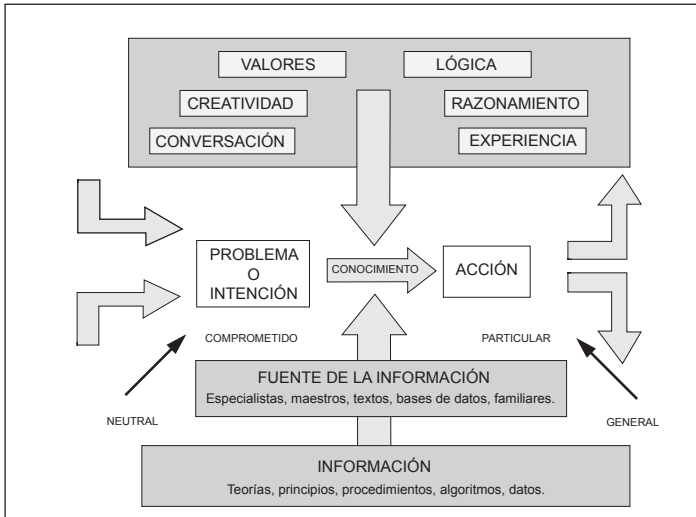 VALORES
LÓGICA
CREATIVIDAD
RAZONAMIENTO
CONVERSACIÓN
EXPERIENCIA
PROBLEMA
O
INTENCIÓN
CONOCIMIENTO
ACCIÓN
COMPROMETIDO
PARTICULAR
NEUTRAL
GENERAL
FUENTE DE LA INFORMACIÓN
Especialistas, maestros, textos, bases de datos, familiares.
INFORMACIÓN
Teorías, principios, procedimientos, algoritmos, datos.